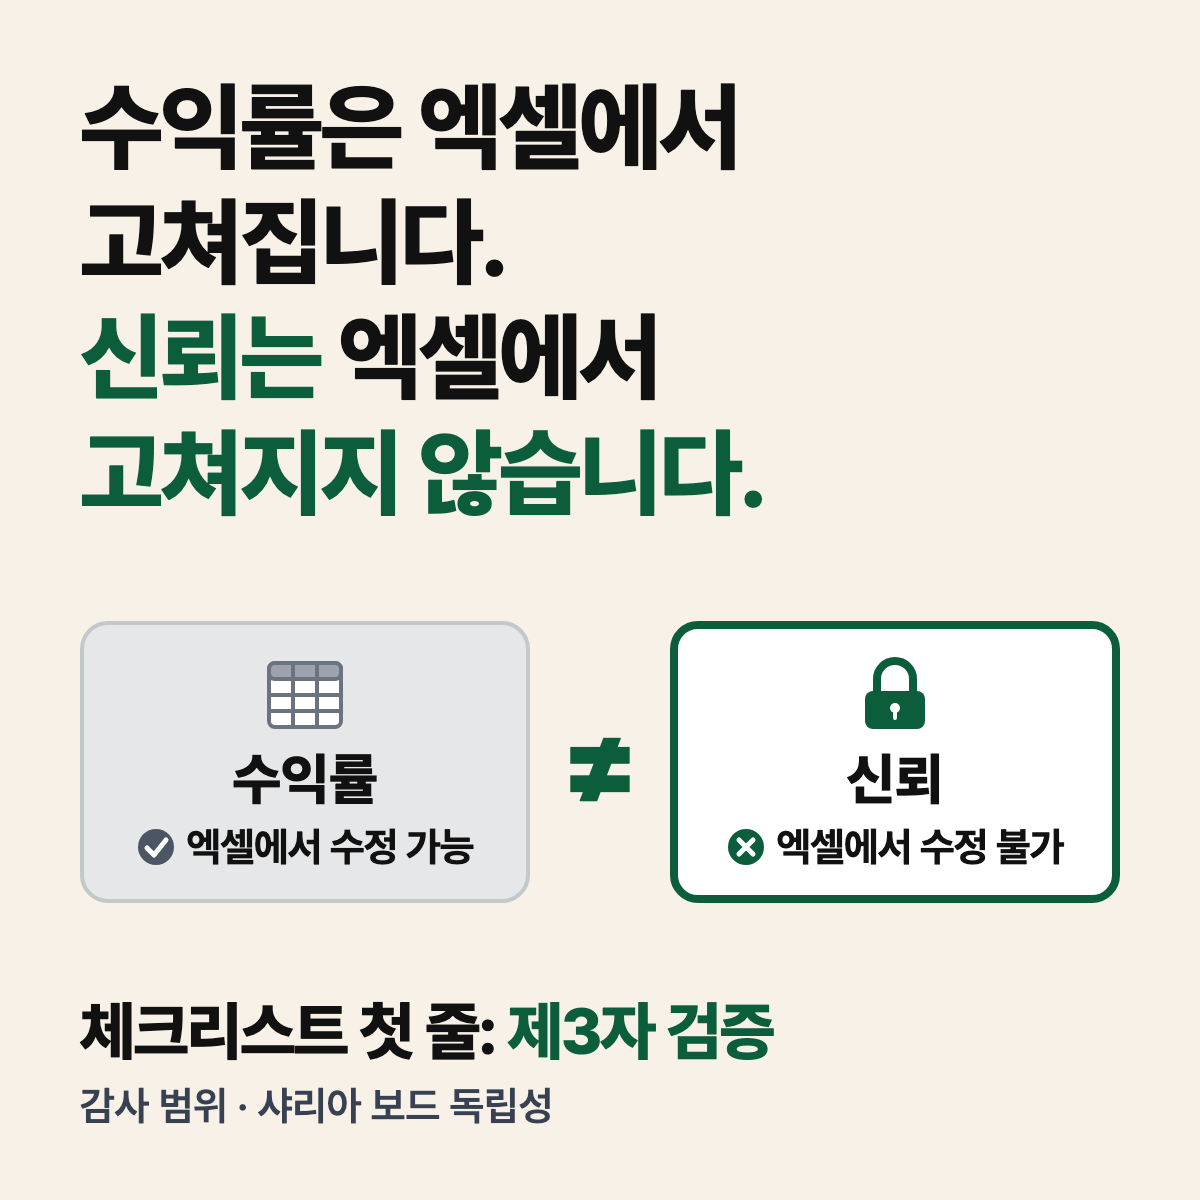 수익률은 엑셀에서
고쳐집니다.
신뢰는 엑셀에서
고쳐지지 않습니다.
수익률
엑셀에서 수정 가능
≠
신뢰
엑셀에서 수정 불가
체크리스트 첫 줄: 제3자 검증
감사 범위 · 샤리아 보드 독립성